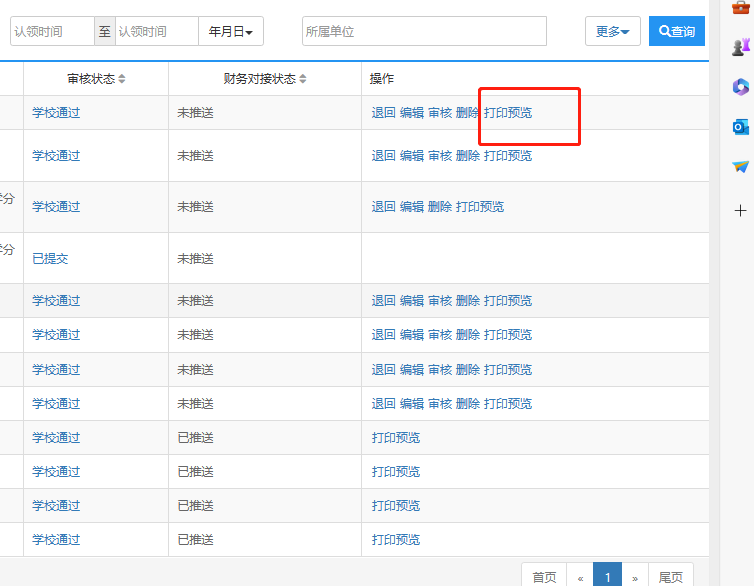 认领时间 至 认领时间 年月日 所属单位 更多 查询
审核状态 财务对接状态 操作
学校通过 未推送 退回 编辑 审核 删除 打印预览
学校通过 未推送 退回 编辑 审核 删除 打印预览
学分 学校通过 未推送 退回 编辑 删除 打印预览
学分 已提交 未推送
学校通过 未推送 退回 编辑 审核 删除 打印预览
学校通过 未推送 退回 编辑 审核 删除 打印预览
学校通过 未推送 退回 编辑 审核 删除 打印预览
学校通过 未推送 退回 编辑 审核 删除 打印预览
学校通过 已推送 打印预览
学校通过 已推送 打印预览
学校通过 已推送 打印预览
学校通过 已推送 打印预览
首页 « 1 » 尾页